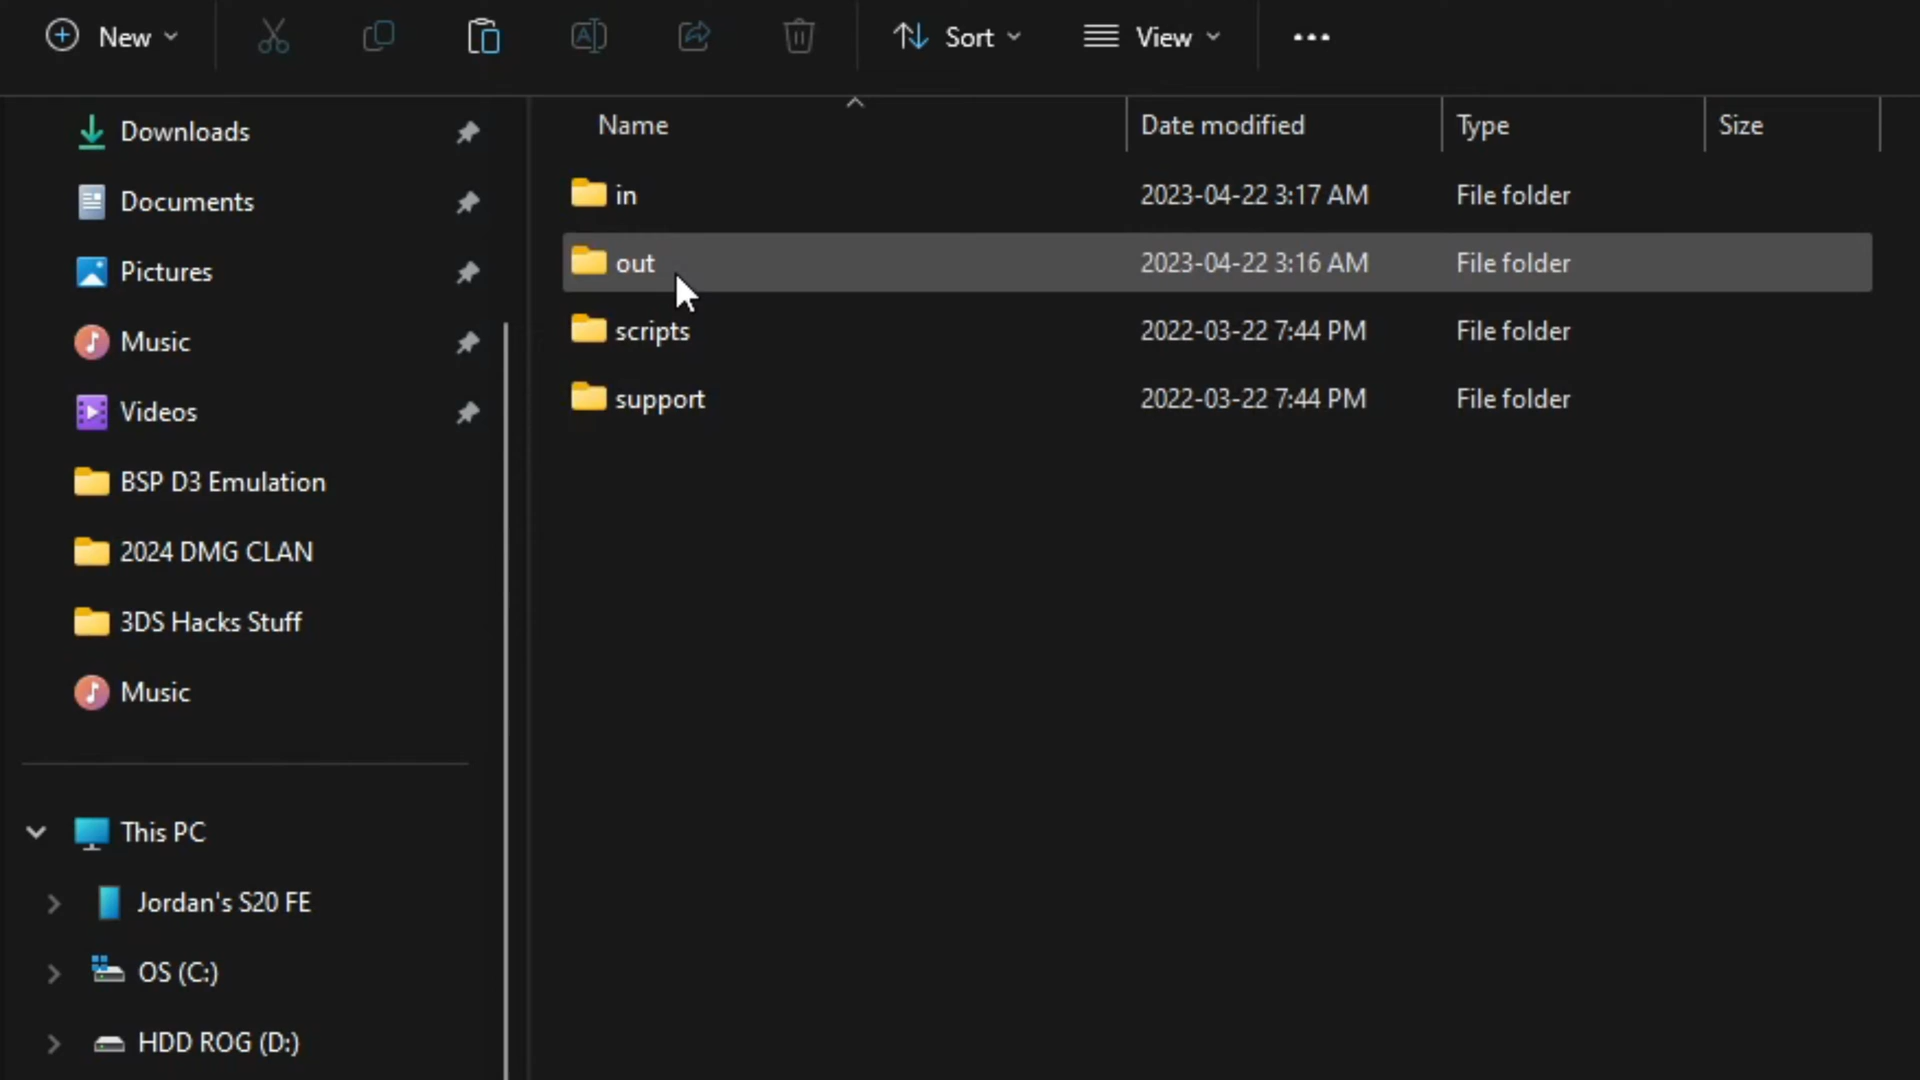 New Sort View
Downloads
Documents
Pictures
Music
Videos
BSP D3 Emulation
2024 DMG CLAN
3DS Hacks Stuff
Music
This PC
Jordan's S20 FE
OS (C:)
HDD ROG (D:)
Name Date modified Type Size
in 2023-04-22 3:17 AM File folder
out 2023-04-22 3:16 AM File folder
scripts 2022-03-22 7:44 PM File folder
support 2022-03-22 7:44 PM File folder